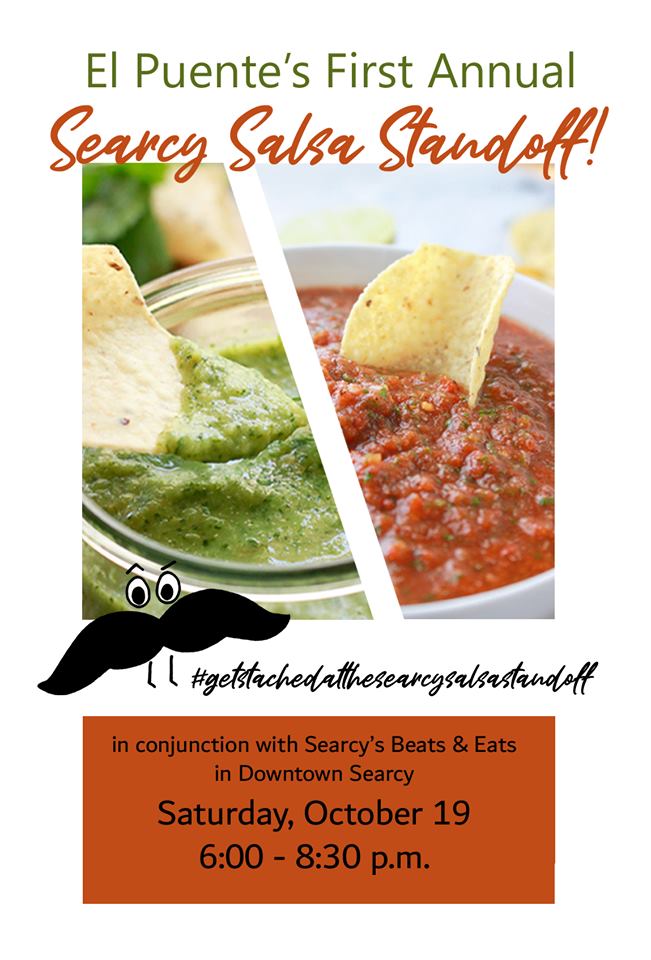 El Puente’s First Annual
Searcy Salsa Standoff!
#getstachedatthesearcysalsastandoff
in conjunction with Searcy’s Beats & Eats
in Downtown Searcy
Saturday, October 19
6:00 - 8:30 p.m.